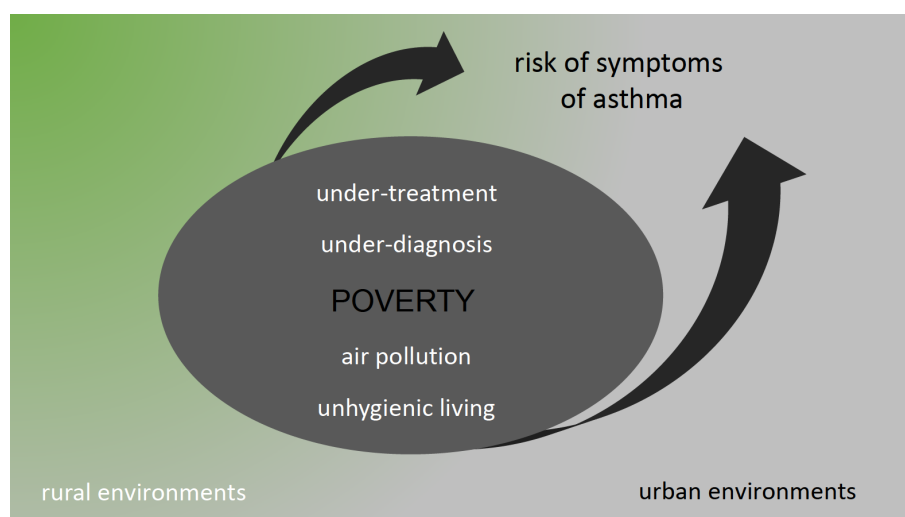 risk of symptoms
of asthma
under-treatment
under-diagnosis
POVERTY
air pollution
unhygienic living
rural environments
urban environments